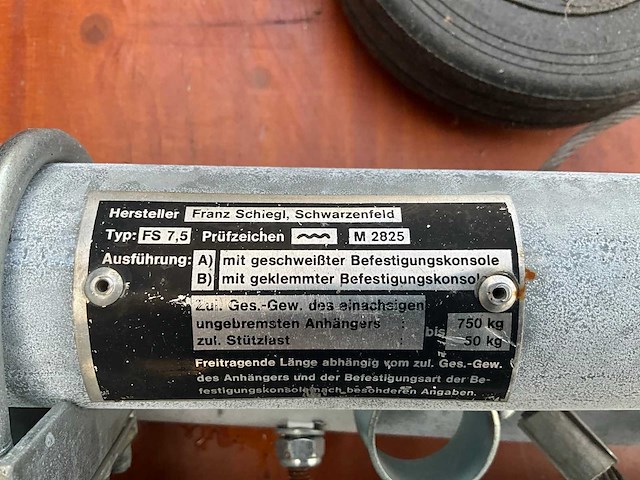 Hersteller Franz Schiegl, Schwarzenfeld
Typ: FS 7,5 Prüfzeichen M 2825
Ausführung: A) mit geschweißter Befestigungskonsole
B) mit geklemmter Befestigungskonsole
Zul. Ges.-Gew. des einachsigen
ungebremsten Anhängers : bis 750 kg
zul. Stützlast : 50 kg
Freitragende Länge abhängig vom zul. Ges.-Gew.
des Anhängers und der Befestigungsart der Be-
festigungskonsole nach besonderen Angaben.